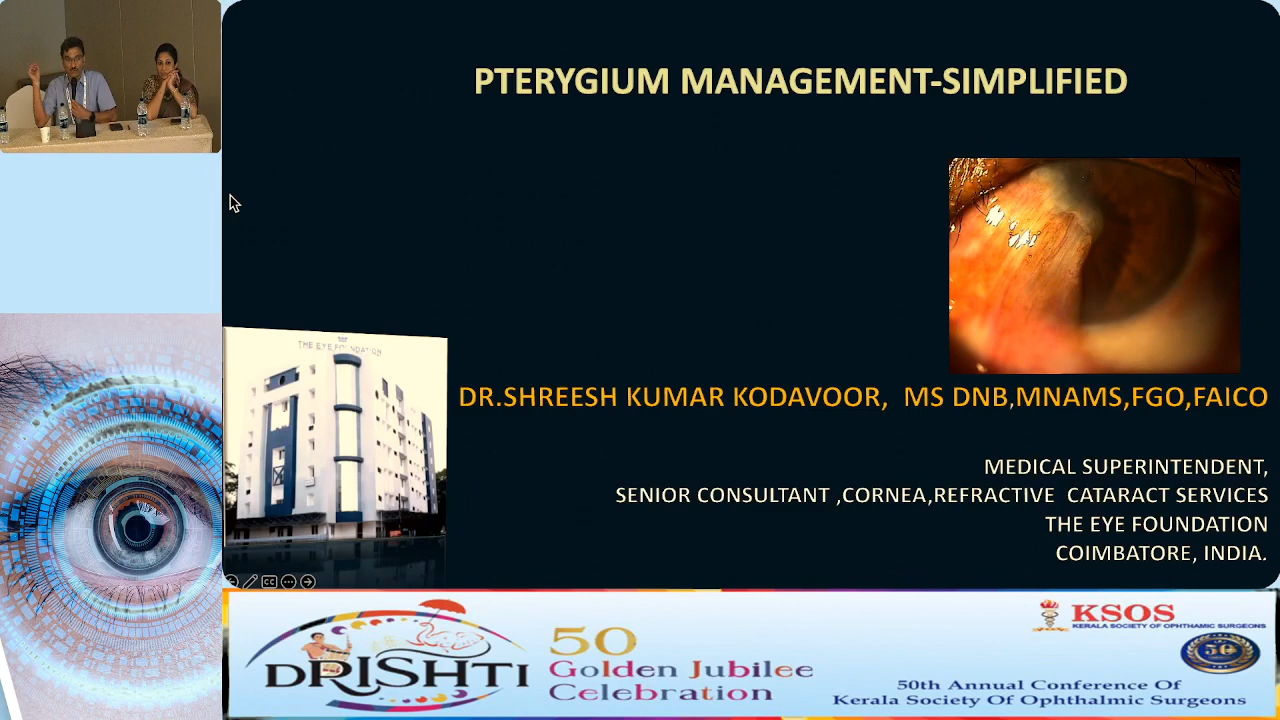 PTERYGIUM MANAGEMENT-SIMPLIFIED
THE EYE FOUNDATION
DR.SHREESH KUMAR KODAVOOR, MS DNB,MNAMS,FGO,FAICO
MEDICAL SUPERINTENDENT,
SENIOR CONSULTANT ,CORNEA,REFRACTIVE CATARACT SERVICES
THE EYE FOUNDATION
COIMBATORE, INDIA.
CC
DRISHTI
50
Golden Jubilee
Celebration
KSOS
KERALA SOCIETY OF OPHTHAMIC SURGEONS
50
50th Annual Conference Of
Kerala Society Of Ophthalmic Surgeons